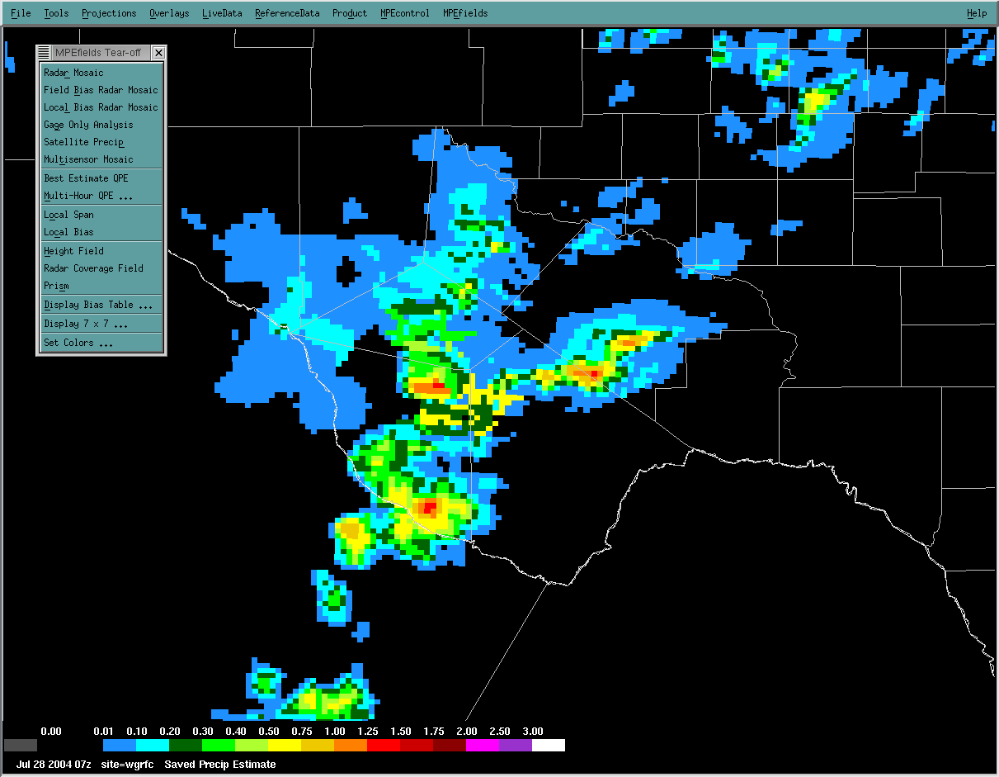 File Tools Projections Overlays LiveData ReferenceData Product MPEcontrol MPEfields Help
MPEfields Tear-off
Radar Mosaic
Field Bias Radar Mosaic
Local Bias Radar Mosaic
Gage Only Analysis
Satellite Precip
Multisensor Mosaic
Best Estimate QPE
Multi-Hour QPE ...
Local Span
Local Bias
Height Field
Radar Coverage Field
Prism
Display Bias Table ...
Display 7 x 7 ...
Set Colors ...
0.00 0.01 0.10 0.20 0.30 0.40 0.50 0.75 1.00 1.25 1.50 1.75 2.00 2.50 3.00
Jul 28 2004 07z site=wgrfc Saved Precip Estimate